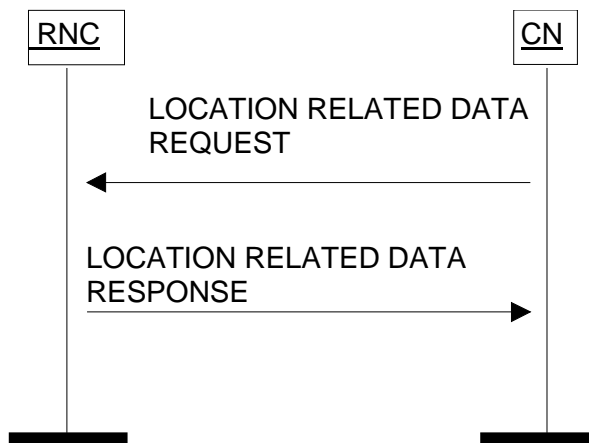 RNC
CN
LOCATION RELATED DATA
REQUEST
LOCATION RELATED DATA
RESPONSE